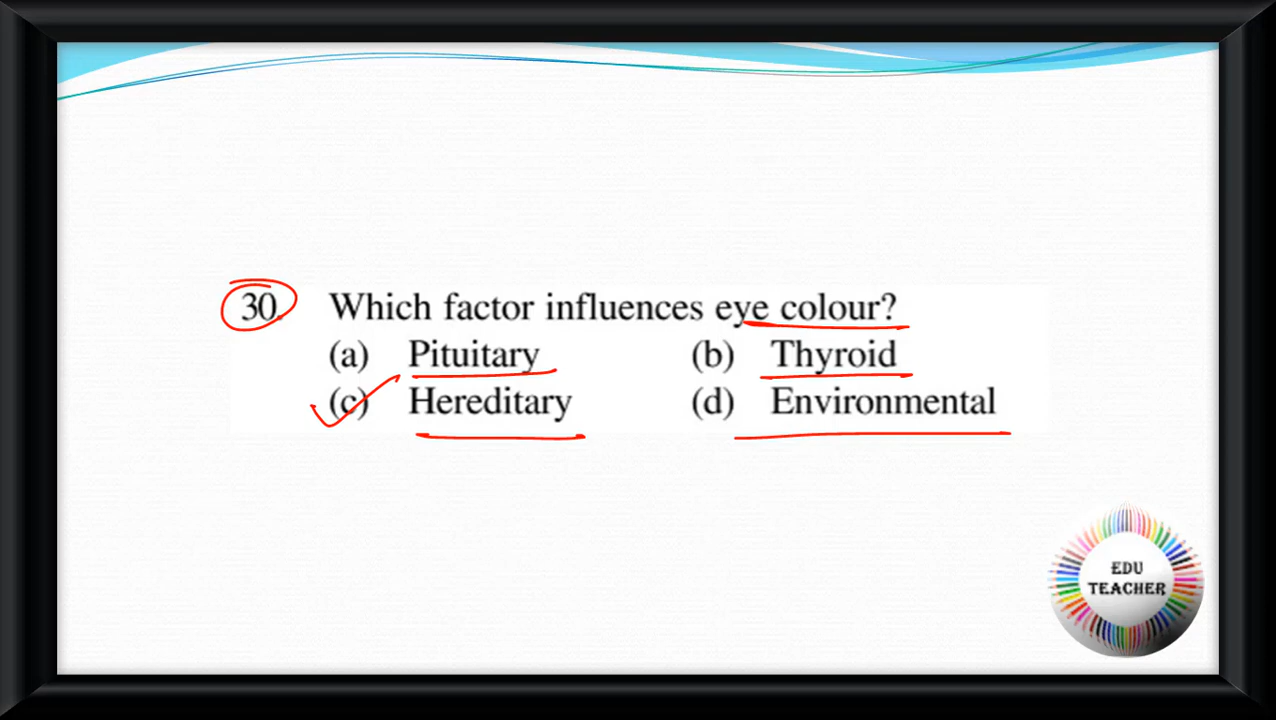 30. Which factor influences eye colour?
(a) Pituitary (b) Thyroid
(c) Hereditary (d) Environmental
EDU
TEACHER